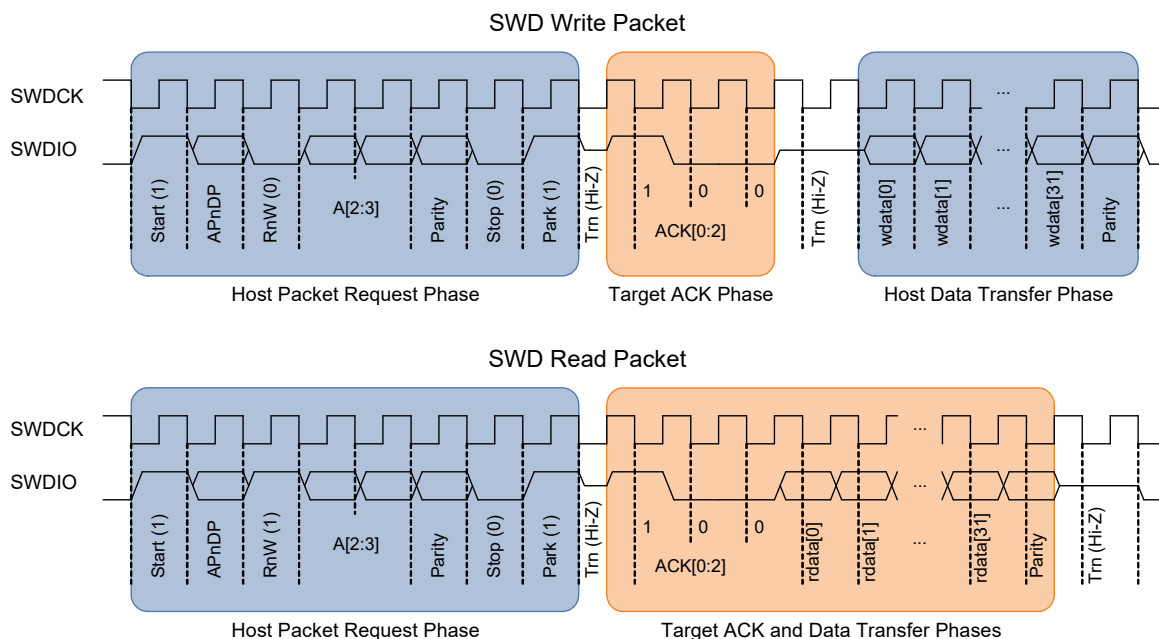 SWD Write Packet
SWDCK
...
SWDIO
...
Start (1)
APnDP
RnW (0)
A[2:3]
Parity
Stop (0)
Park (1)
Trn (Hi-Z)
1
0
0
ACK[0:2]
Trn (Hi-Z)
wdata[0]
wdata[1]
...
wdata[31]
Parity
Host Packet Request Phase
Target ACK Phase
Host Data Transfer Phase
SWD Read Packet
SWDCK
...
SWDIO
...
Start (1)
APnDP
RnW (1)
A[2:3]
Parity
Stop (0)
Park (1)
Trn (Hi-Z)
1
0
0
ACK[0:2]
rdata[0]
rdata[1]
...
rdata[31]
Parity
Trn (Hi-Z)
Host Packet Request Phase
Target ACK and Data Transfer Phases